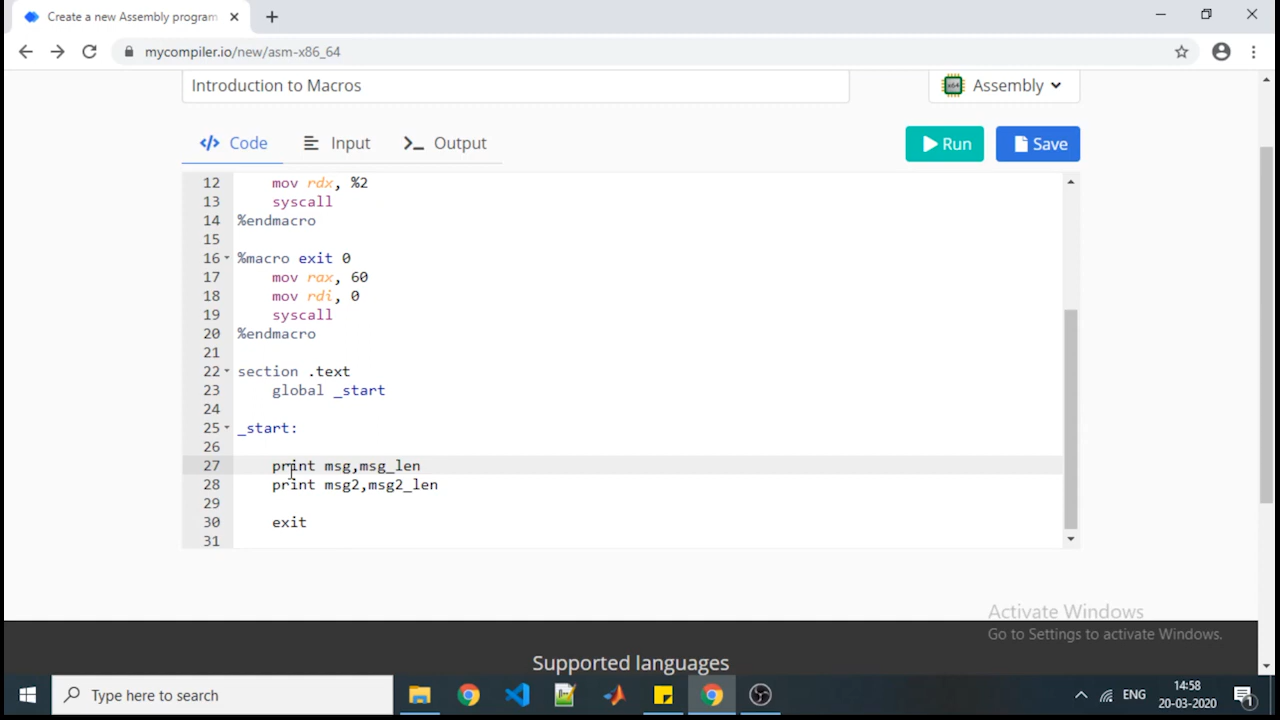 Create a new Assembly program
mycompiler.io/new/asm-x86_64
Introduction to Macros
x64 Assembly
</> Code Input Output Run Save
12 mov rdx, %2
13 syscall
14 %endmacro
15
16 %macro exit 0
17 mov rax, 60
18 mov rdi, 0
19 syscall
20 %endmacro
21
22 section .text
23 global _start
24
25 _start:
26
27 print msg,msg_len
28 print msg2,msg2_len
29
30 exit
31
Activate Windows
Go to Settings to activate Windows.
Supported languages
Type here to search
ENG
14:58
20-03-2020
1